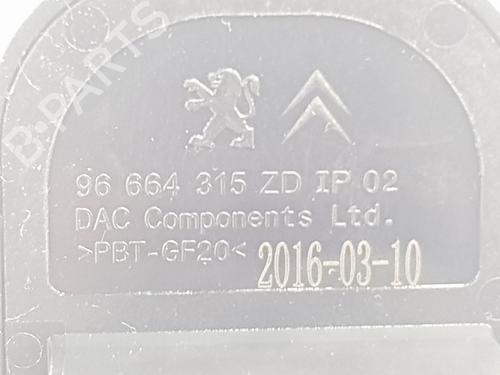 B-PARTS
96 664 315 ZD IP 02
DAC Components Ltd.
>PBT-GF20< 2016-03-10